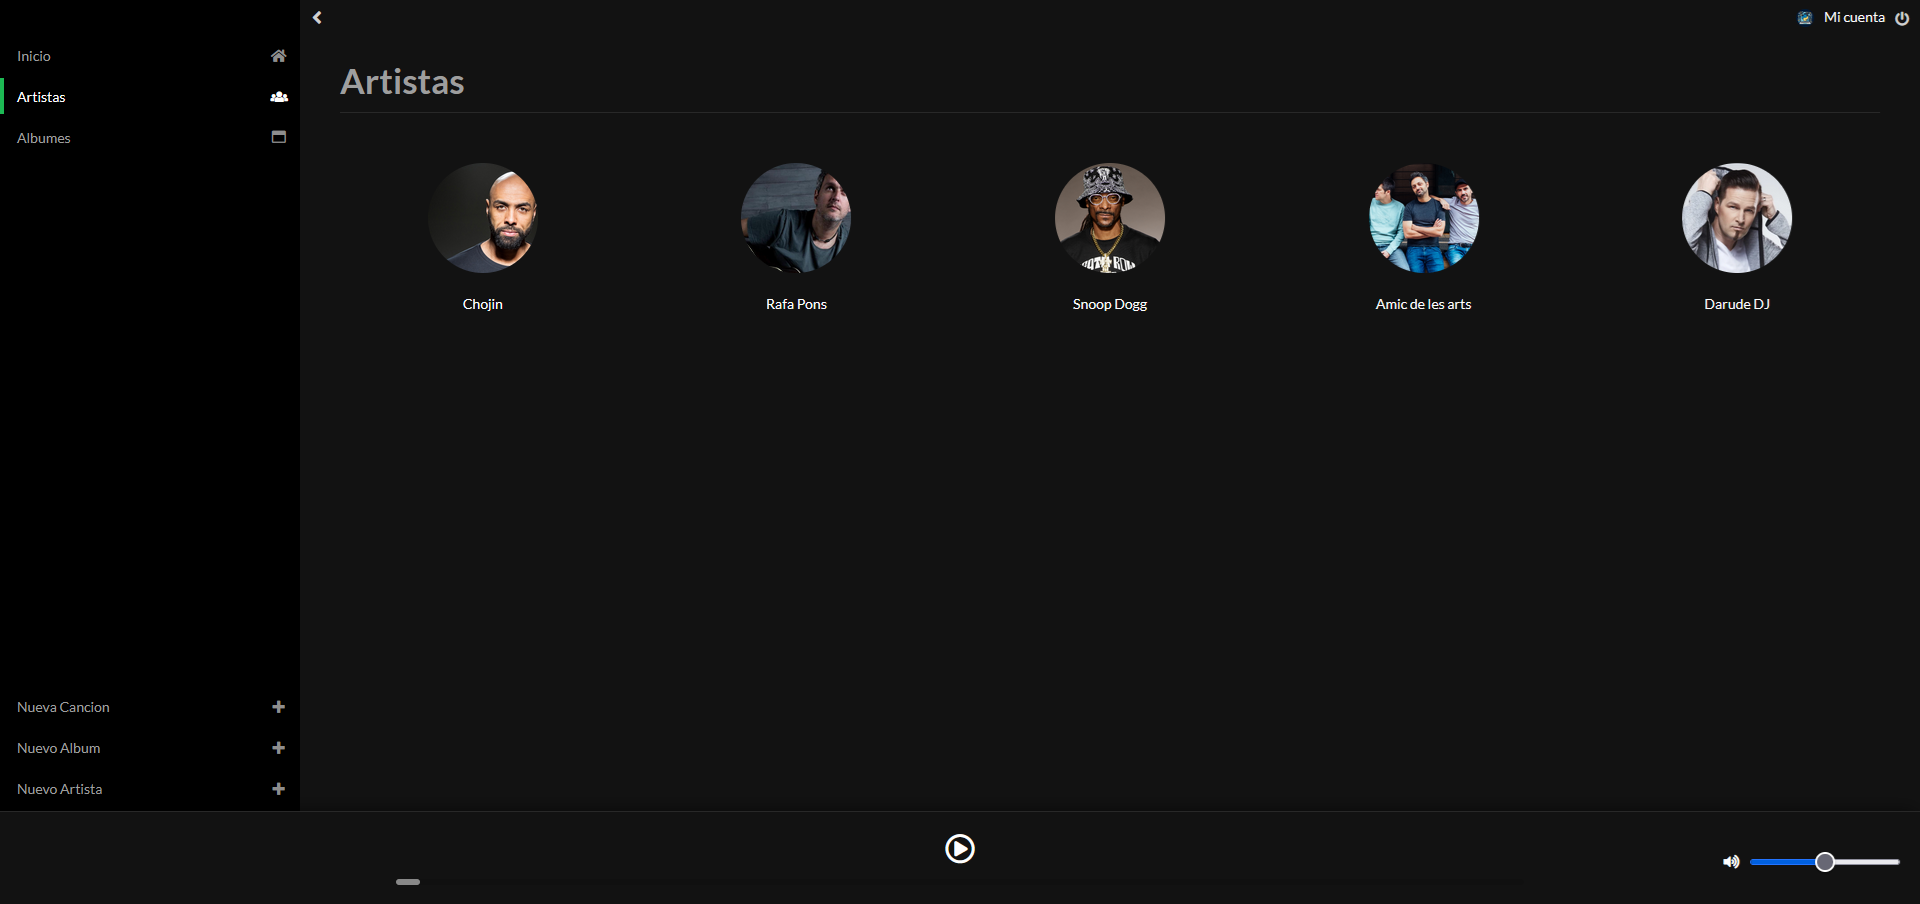 Mi cuenta
Inicio
Artistas
Albumes
Artistas
Chojin
Rafa Pons
Snoop Dogg
Amic de les arts
Darude DJ
Nueva Cancion
Nuevo Album
Nuevo Artista